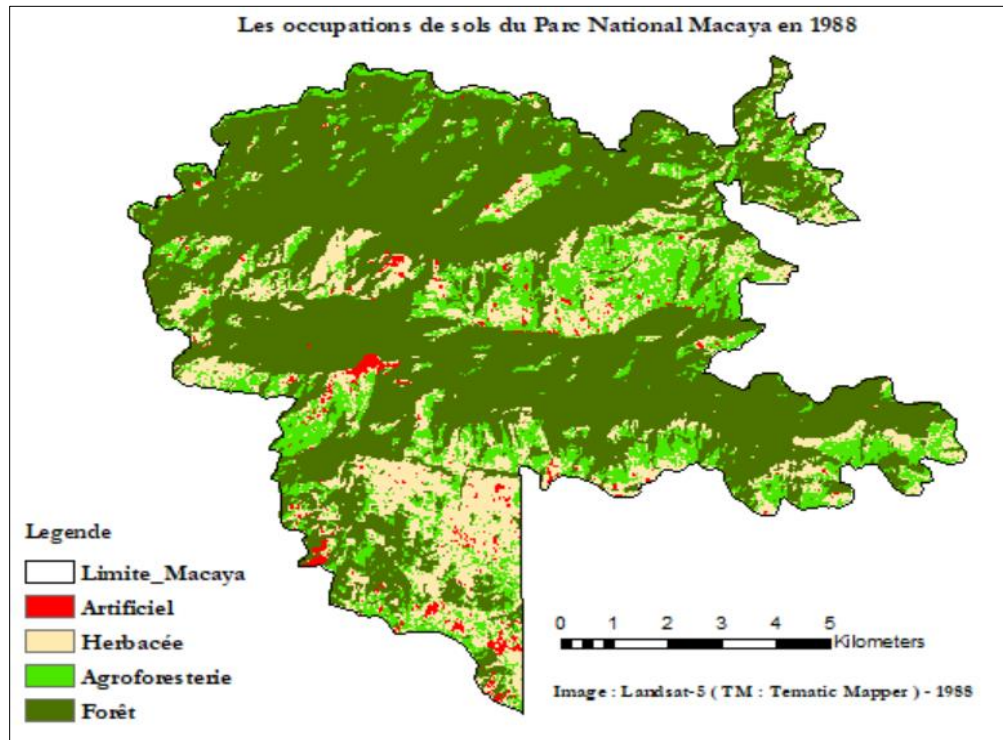 Les occupations de sols du Parc National Macaya en 1988
Legende
Limite_Macaya
Artificiel
Herbacée
Agroforesterie
Forêt
0 1 2 3 4 5
Kilometers
Image : Landsat-5 ( TM : Tematic Mapper ) - 1988